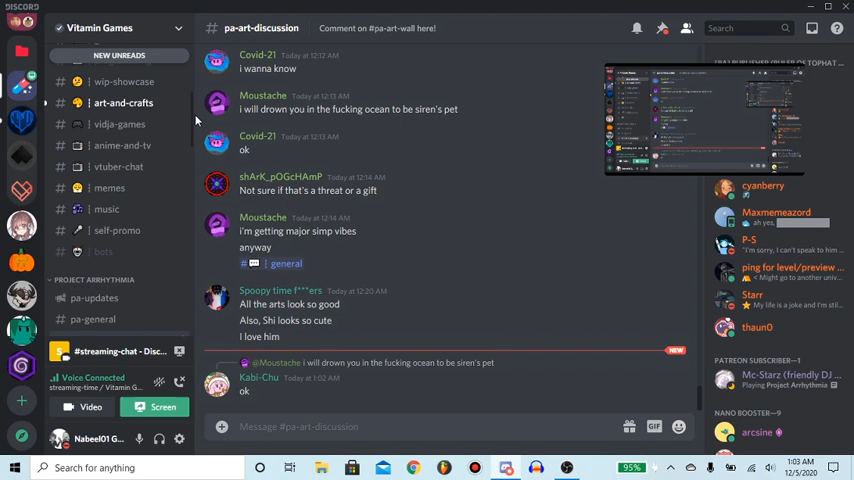 DISCORD
Vitamin Games
# pa-art-discussion
Comment on #pa-art-wall here!
Search
NEW UNREADS
wip-showcase
art-and-crafts
vidja-games
anime-and-tv
vtuber-chat
memes
music
self-promo
bots
PROJECT ARRHYTHMIA
pa-updates
pa-general
#streaming-chat - Disc...
Voice Connected
streaming-time / Vitamin G...
Video
Screen
Nabeel01 G...
Covid-21 Today at 12:12 AM
i wanna know
Moustache Today at 12:13 AM
i will drown you in the fucking ocean to be siren's pet
Covid-21 Today at 12:13 AM
ok
shArK_pOGcHAmP Today at 12:14 AM
Not sure if that's a threat or a gift
Moustache Today at 12:14 AM
i'm getting major simp vibes
anyway
# general
Spoopy time f***ers Today at 12:20 AM
All the arts look so good
Also, Shi looks so cute
I love him
NEW
@Moustache i will drown you in the fucking ocean to be siren's pet
Kabi-Chu Today at 1:02 AM
ok
Message #pa-art-discussion
GIF
cyanberry
Maxmemeazord
ah yes,
P-S
"I'm sorry, I can't speak to him ...
ping for level/preview ...
Might go to another univ...
Starr
My life is a joke and I'm stil...
thaun0
PATREON SUBSCRIBER—1
Mc-Starz (friendly DJ ...
Playing Project Arrhythmia
NANO BOOSTER—9
arcsine
Search for anything
95%
1:03 AM
12/5/2020